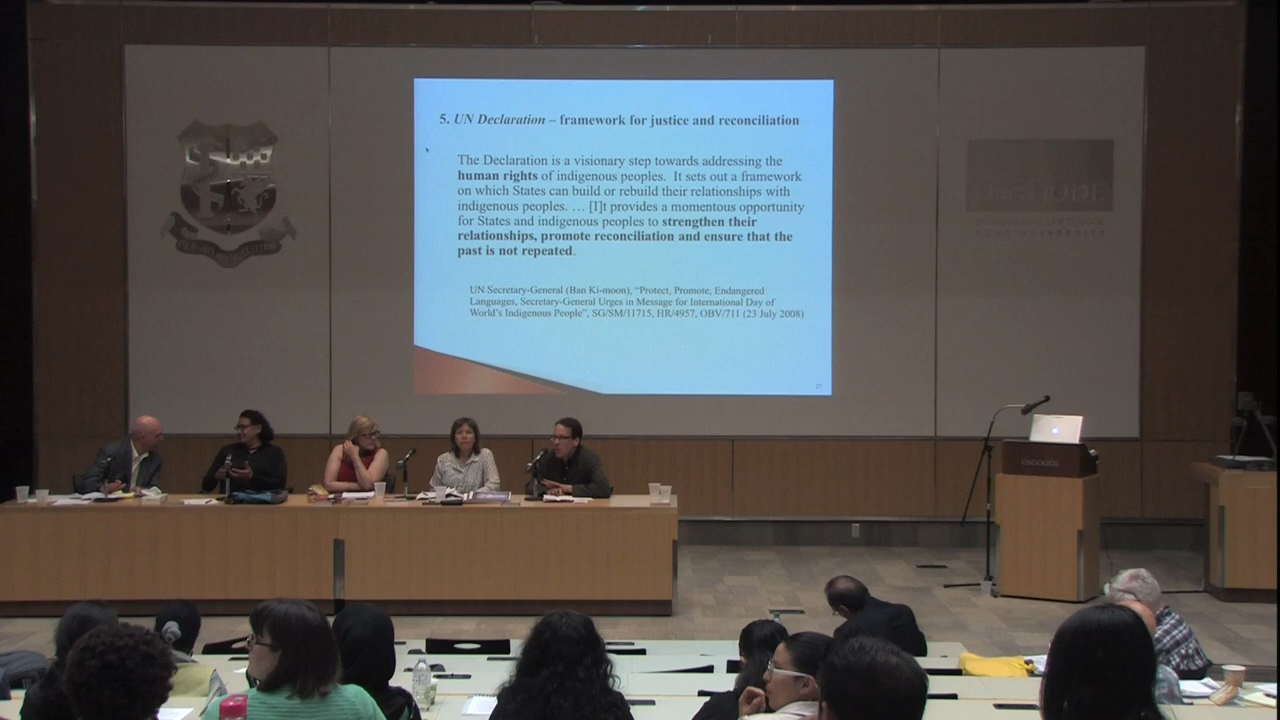 5. UN Declaration – framework for justice and reconciliation
The Declaration is a visionary step towards addressing the
human rights of indigenous peoples. It sets out a framework
on which States can build or rebuild their relationships with
indigenous peoples. … [I]t provides a momentous opportunity
for States and indigenous peoples to strengthen their
relationships, promote reconciliation and ensure that the
past is not repeated.
UN Secretary-General (Ban Ki-moon), “Protect, Promote, Endangered
Languages, Secretary-General Urges in Message for International Day of
World’s Indigenous People”, SG/SM/11715, HR/4957, OBV/711 (23 July 2008)
27
OSGOODE